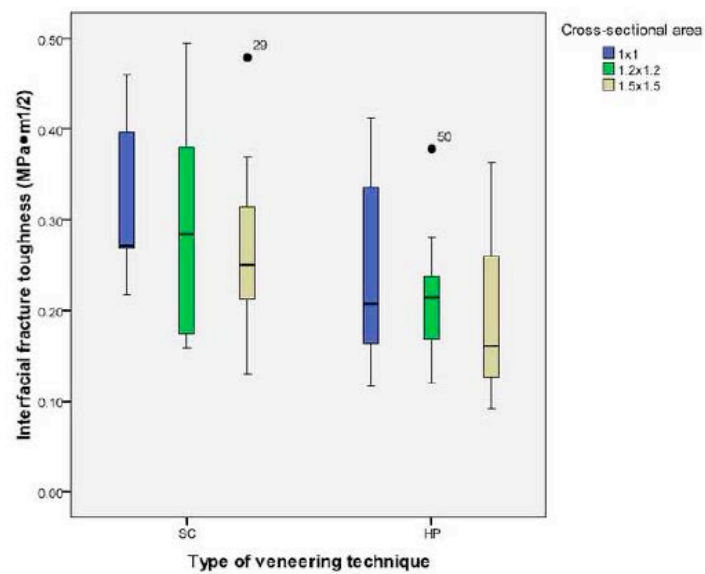 Cross-sectional area
1x1
1.2x1.2
1.5x1.5
Interfacial fracture toughness (MPa●m1/2)
0.50
0.40
0.30
0.20
0.10
0.00
29
50
SC
HP
Type of veneering technique